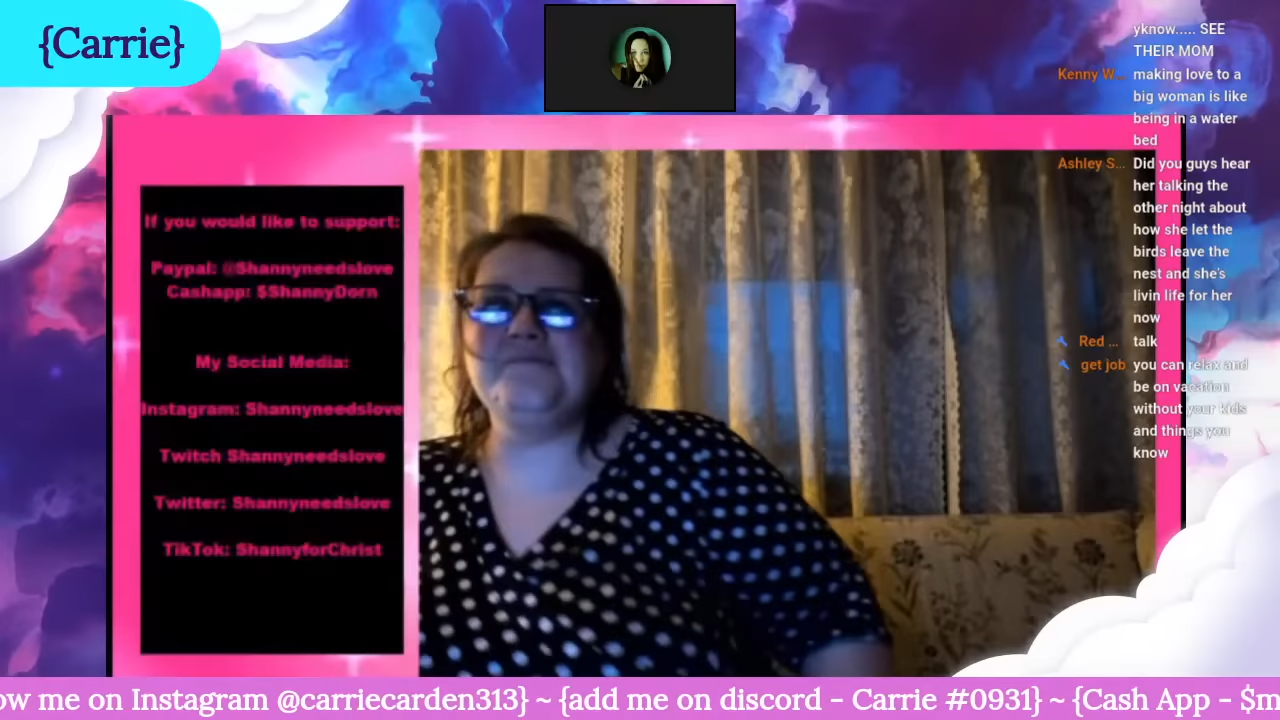 {Carrie}
If you would like to support:
Paypal: @Shannyneedslove
Cashapp: $ShannyDorn
My Social Media:
Instagram: Shannyneedslove
Twitch Shannyneedslove
Twitter: Shannyneedslove
TikTok: ShannyforChrist
yknow..... SEE
THEIR MOM
Kenny W... making love to a
big woman is like
being in a water
bed
Ashley S... Did you guys hear
her talking the
other night about
how she let the
birds leave the
nest and she's
livin life for her
now
Red ... talk
get job you can relax and
be on vacation
without your kids
and things you
know
ow me on Instagram @carriecarden313} ~ {add me on discord - Carrie #0931} ~ {Cash App - $m